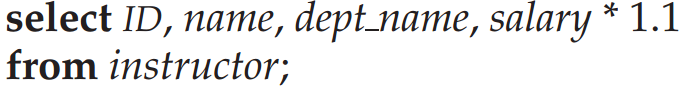 select ID, name, dept_name, salary * 1.1
from instructor;